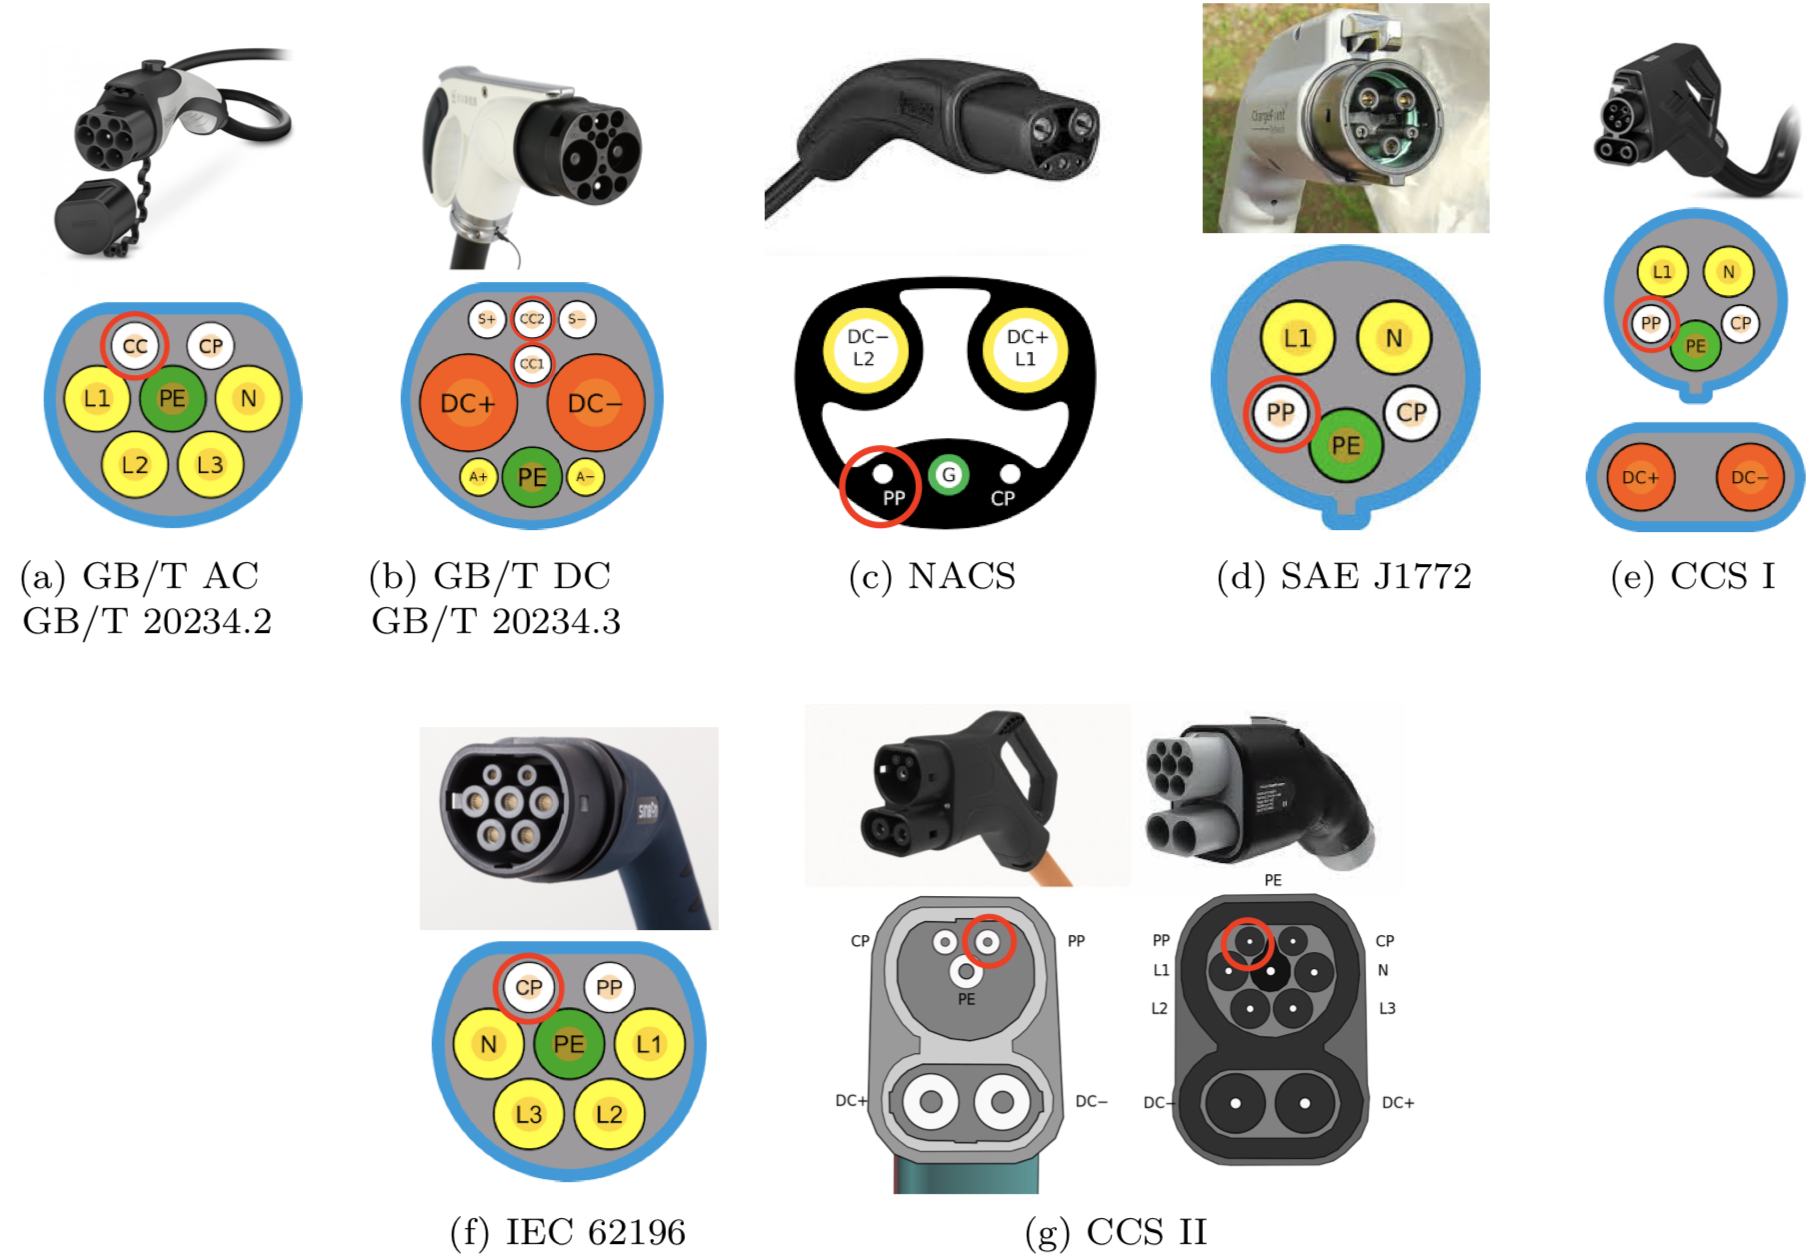 ChargePoint
CC
CP
L1
PE
N
L2
L3
(a) GB/T AC
GB/T 20234.2
S+
CC2
S−
CC1
DC+
DC−
A+
PE
A−
(b) GB/T DC
GB/T 20234.3
DC−
L2
DC+
L1
PP
G
CP
(c) NACS
L1
N
PP
PE
CP
(d) SAE J1772
L1
N
PP
PE
CP
DC+
DC−
(e) CCS I
CP
PP
N
PE
L1
L3
L2
(f) IEC 62196
CP
PP
PE
DC+
DC−
PE
PP
CP
L1
N
L2
L3
DC−
DC+
(g) CCS II